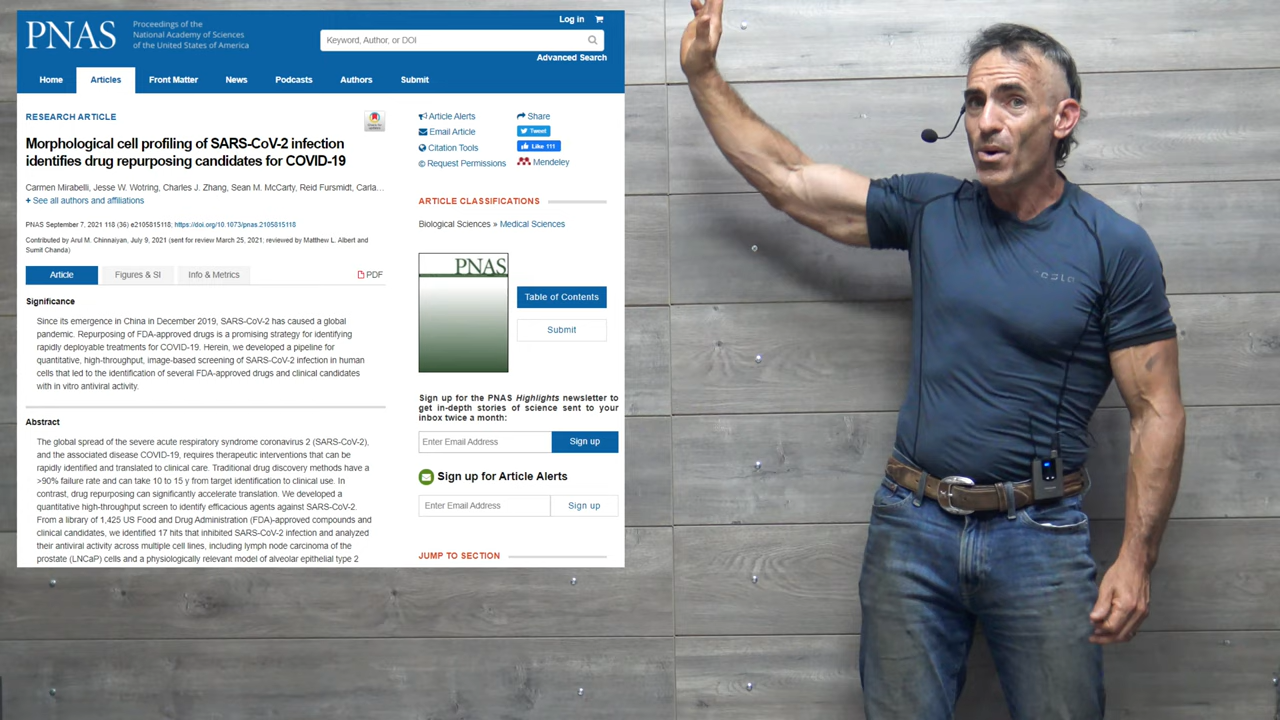 PNAS
Proceedings of the
National Academy of Sciences
of the United States of America
Log in
Keyword, Author, or DOI
Advanced Search
Home Articles Front Matter News Podcasts Authors Submit
RESEARCH ARTICLE
Morphological cell profiling of SARS-CoV-2 infection
identifies drug repurposing candidates for COVID-19
Carmen Mirabelli, Jesse W. Wotring, Charles J. Zhang, Sean M. McCarty, Reid Fursmidt, Carla...
+ See all authors and affiliations
PNAS September 7, 2021 118 (36) e2105815118; https://doi.org/10.1073/pnas.2105815118
Contributed by Arul M. Chinnaiyan, July 9, 2021 (sent for review March 25, 2021; reviewed by Matthew L. Albert and
Sumit Chanda)
Article Figures & SI Info & Metrics PDF
Significance
Since its emergence in China in December 2019, SARS-CoV-2 has caused a global
pandemic. Repurposing of FDA-approved drugs is a promising strategy for identifying
rapidly deployable treatments for COVID-19. Herein, we developed a pipeline for
quantitative, high-throughput, image-based screening of SARS-CoV-2 infection in human
cells that led to the identification of several FDA-approved drugs and clinical candidates
with in vitro antiviral activity.
Abstract
The global spread of the severe acute respiratory syndrome coronavirus 2 (SARS-CoV-2),
and the associated disease COVID-19, requires therapeutic interventions that can be
rapidly identified and translated to clinical care. Traditional drug discovery methods have a
>90% failure rate and can take 10 to 15 y from target identification to clinical use. In
contrast, drug repurposing can significantly accelerate translation. We developed a
quantitative high-throughput screen to identify efficacious agents against SARS-CoV-2.
From a library of 1,425 US Food and Drug Administration (FDA)-approved compounds and
clinical candidates, we identified 17 hits that inhibited SARS-CoV-2 infection and analyzed
their antiviral activity across multiple cell lines, including lymph node carcinoma of the
prostate (LNCaP) cells and a physiologically relevant model of alveolar epithelial type 2
Article Alerts Share
Email Article Tweet
Citation Tools Like 111
© Request Permissions Mendeley
ARTICLE CLASSIFICATIONS
Biological Sciences » Medical Sciences
PNAS
Table of Contents
Submit
Sign up for the PNAS Highlights newsletter to
get in-depth stories of science sent to your
inbox twice a month:
Enter Email Address Sign up
Sign up for Article Alerts
Enter Email Address Sign up
JUMP TO SECTION